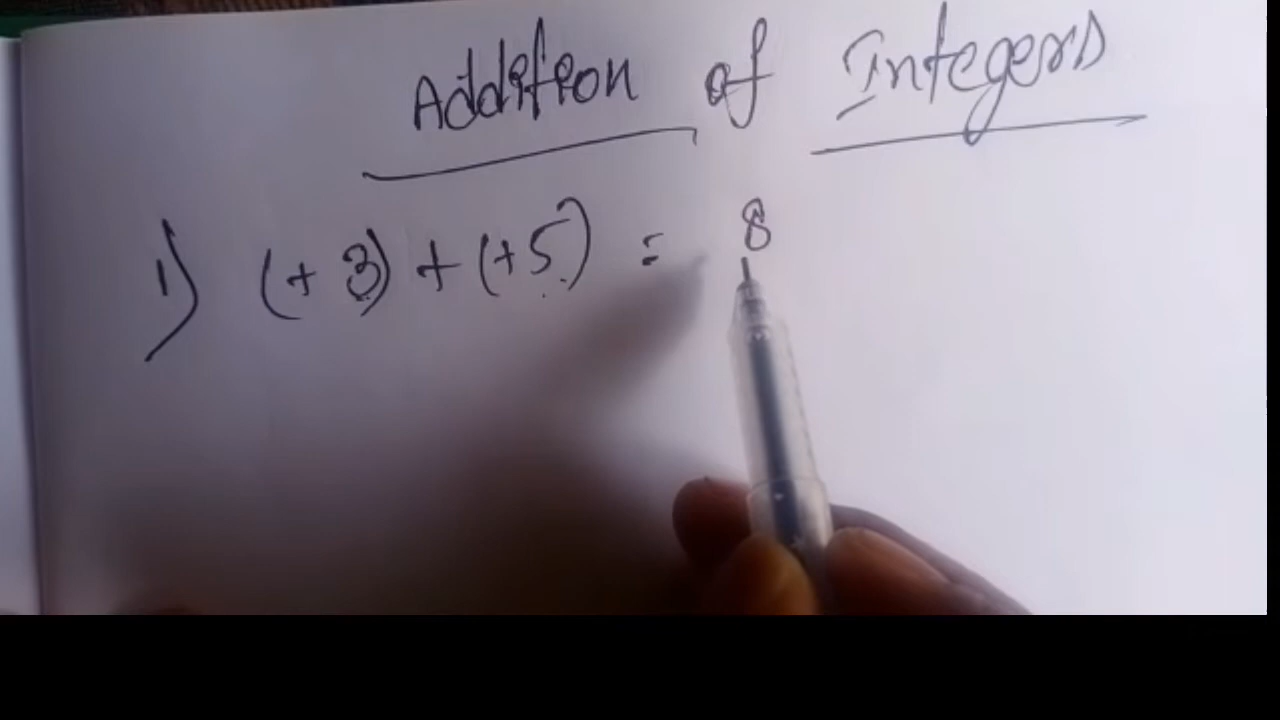 Addition of Integers
1) (+3) + (+5) = 8